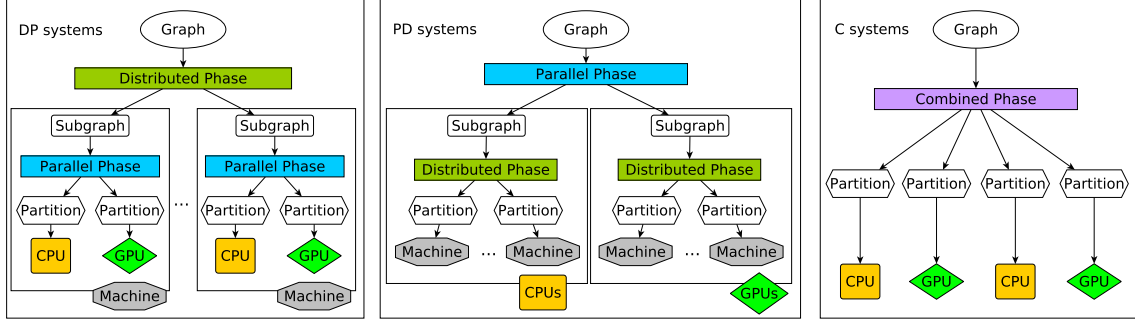 DP systems
Graph
Distributed Phase
Subgraph
Subgraph
Parallel Phase
Parallel Phase
Partition
Partition
...
Partition
Partition
CPU
GPU
CPU
GPU
Machine
Machine
PD systems
Graph
Parallel Phase
Subgraph
Subgraph
Distributed Phase
Distributed Phase
Partition
Partition
Partition
Partition
Machine
...
Machine
Machine
...
Machine
CPUs
GPUs
C systems
Graph
Combined Phase
Partition
Partition
Partition
Partition
CPU
GPU
CPU
GPU